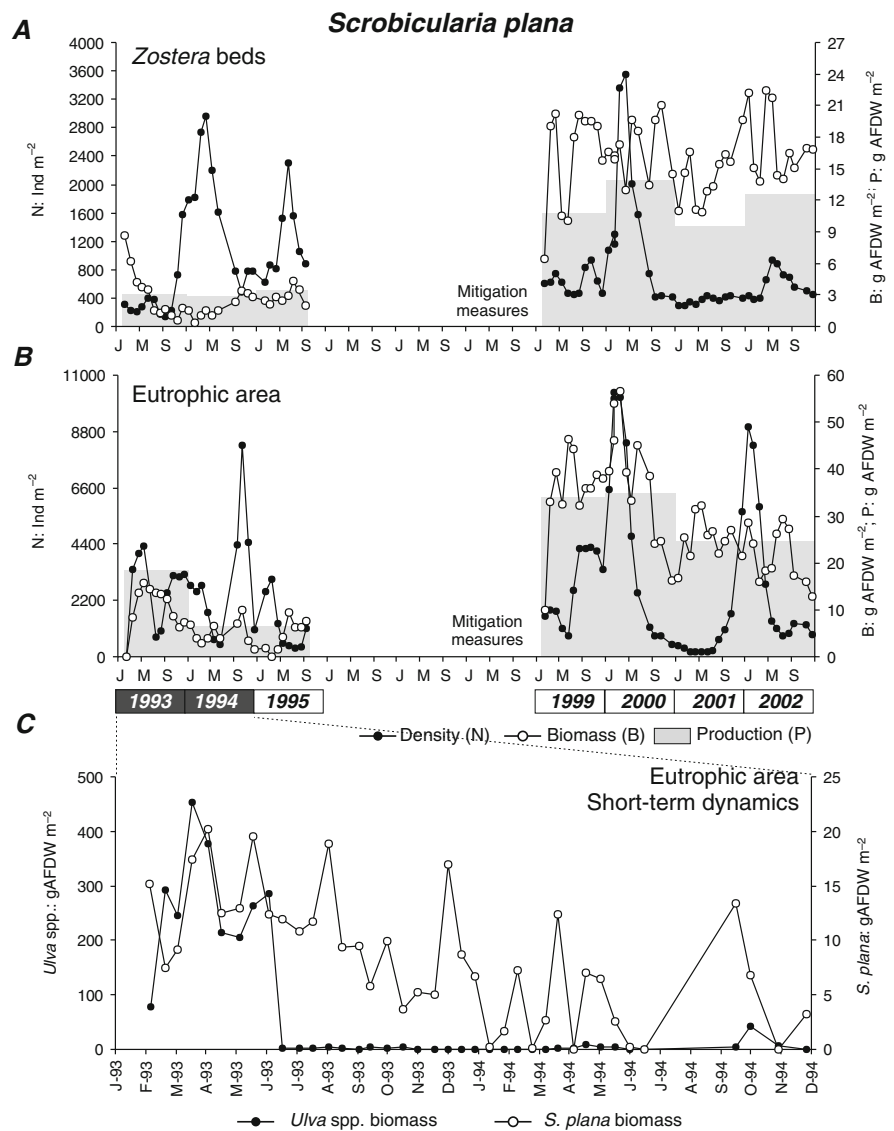 Scrobicularia plana
A
Zostera beds
N: Ind m⁻²
4000
3600
3200
2800
2400
2000
1600
1200
800
400
0
27
24
21
18
15
12
9
6
3
0
B: g AFDW m⁻²; P: g AFDW m⁻²
Mitigation
measures
J M S J M S J M S J M S J M S J M S J M S J M S J M S J M S
B
Eutrophic area
N: Ind m⁻²
11000
8800
6600
4400
2200
0
60
50
40
30
20
10
0
B: g AFDW m⁻²; P: g AFDW m⁻²
Mitigation
measures
J M S J M S J M S J M S J M S J M S J M S J M S J M S J M S
1993 1994 1995 1999 2000 2001 2002
Density (N) Biomass (B) Production (P)
C
Eutrophic area
Short-term dynamics
Ulva spp.: gAFDW m⁻²
500
400
300
200
100
0
25
20
15
10
5
0
S. plana: gAFDW m⁻²
J-93 F-93 M-93 A-93 M-93 J-93 J-93 A-93 S-93 O-93 N-93 D-93 J-94 F-94 M-94 A-94 M-94 J-94 J-94 A-94 S-94 O-94 N-94 D-94
Ulva spp. biomass S. plana biomass